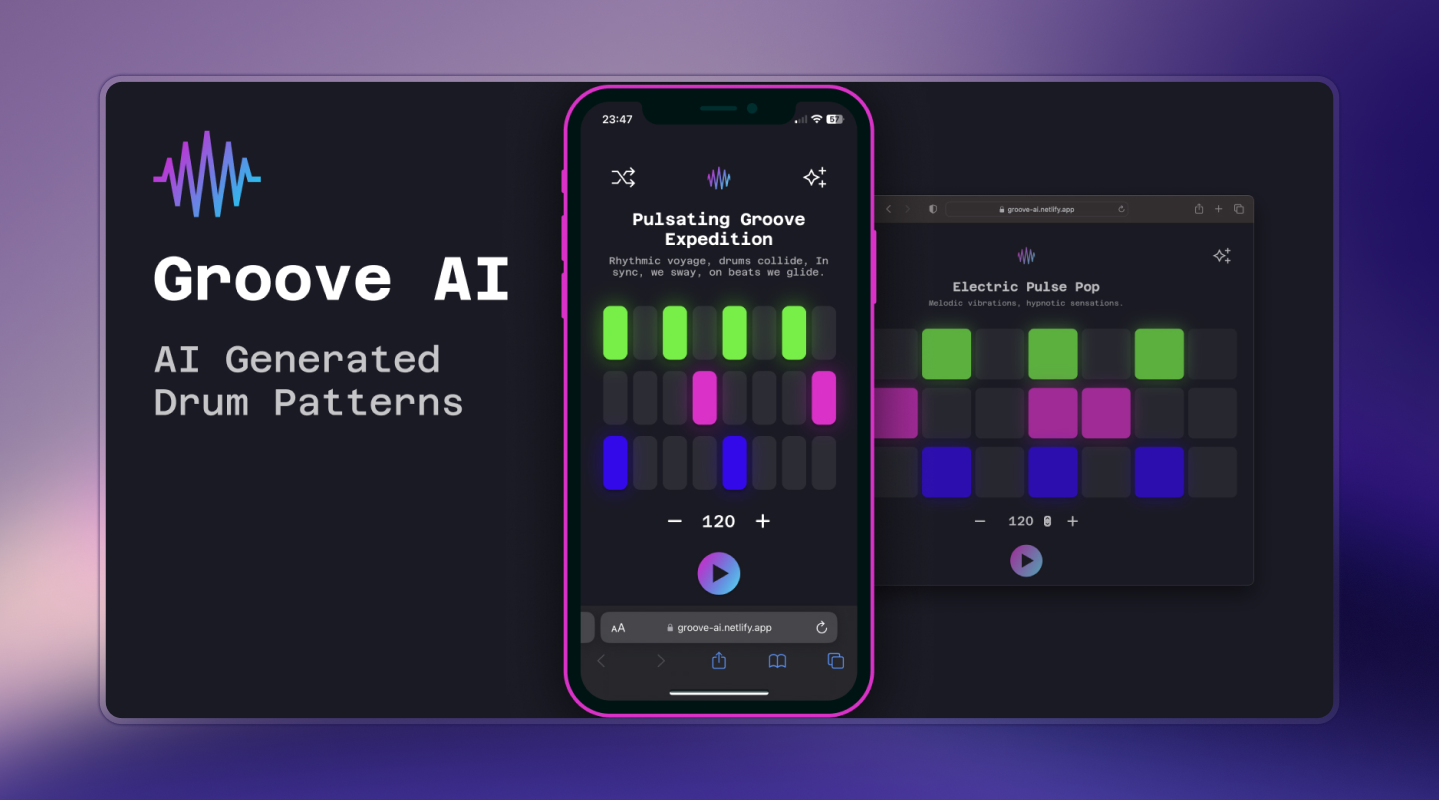 Groove AI
AI Generated
Drum Patterns
23:47
57
Pulsating Groove
Expedition
Rhythmic voyage, drums collide, In
sync, we sway, on beats we glide.
120
AA
groove-ai.netlify.app
groove-ai.netlify.app
Electric Pulse Pop
Melodic vibrations, hypnotic sensations.
120